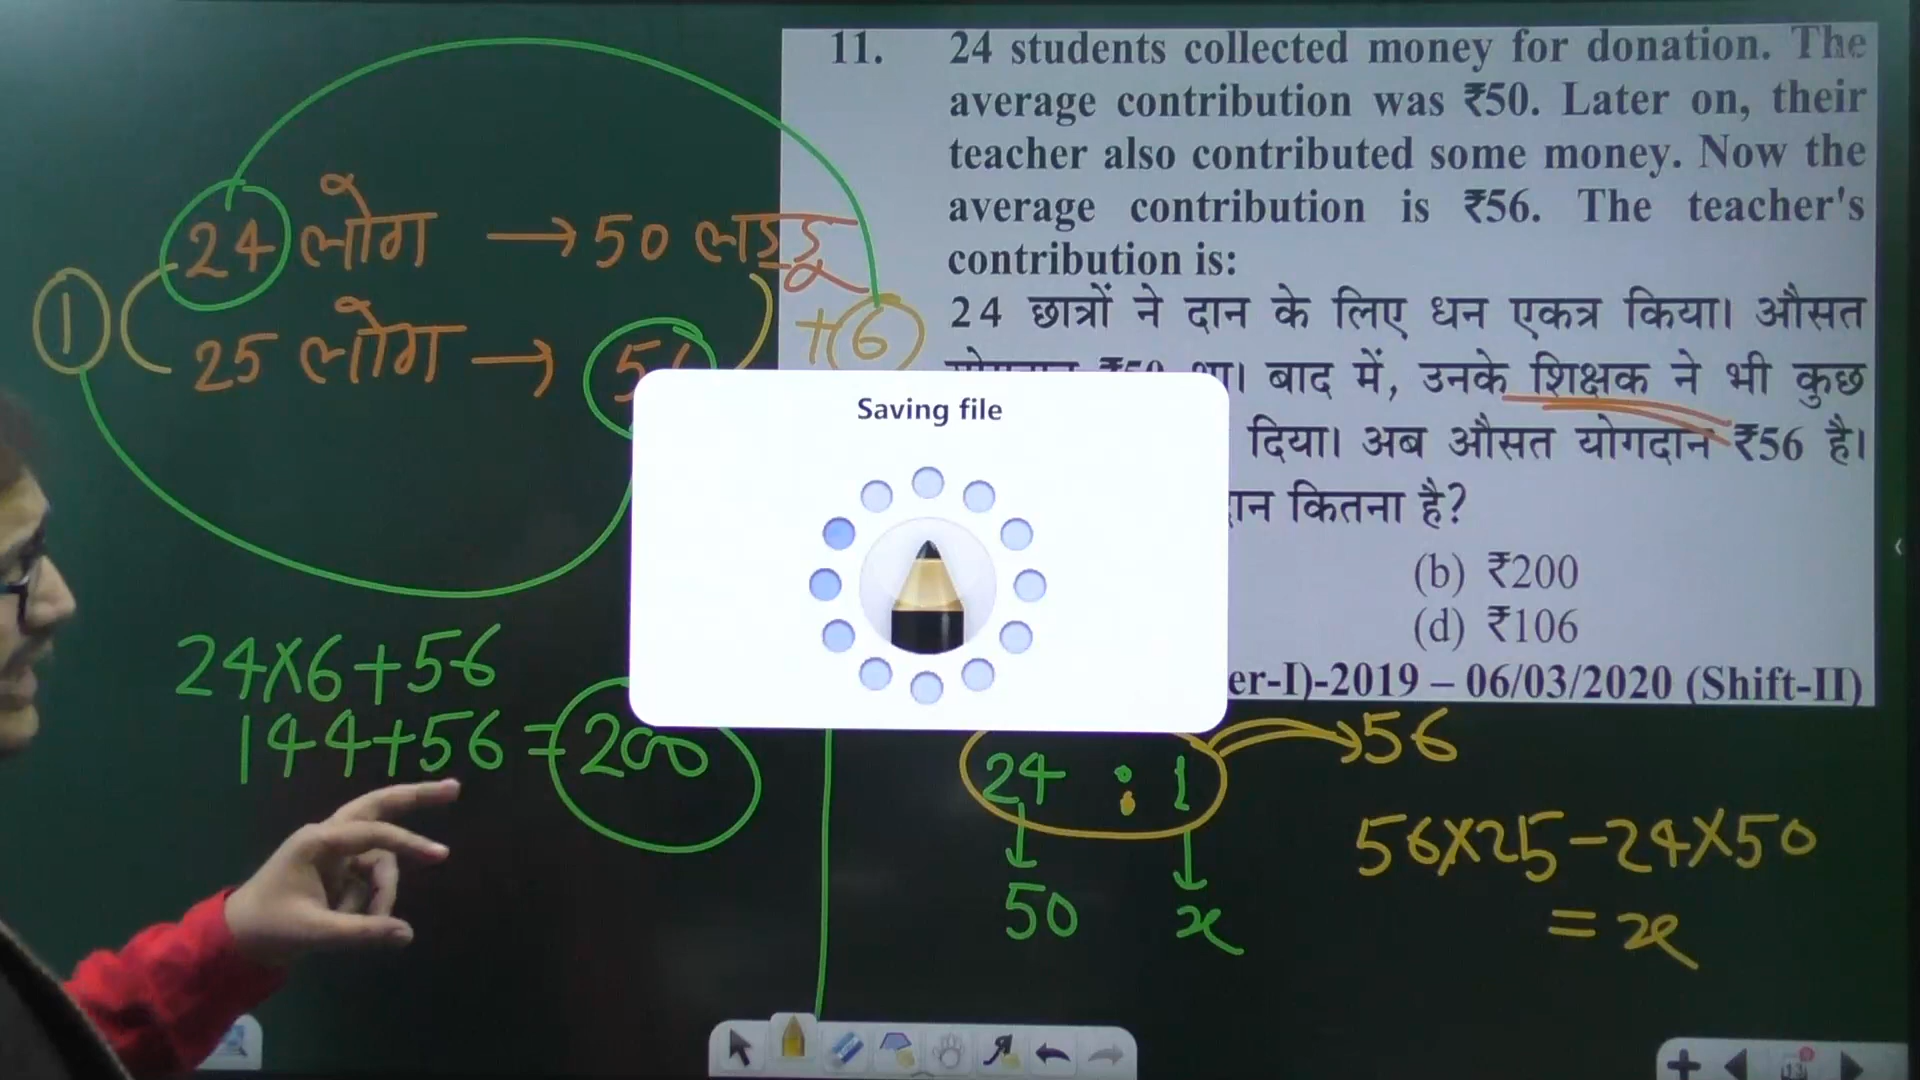 11. 24 students collected money for donation. The
average contribution was ₹50. Later on, their
teacher also contributed some money. Now the
average contribution is ₹56. The teacher's
contribution is:
24 छात्रों ने दान के लिए धन एकत्र किया। औसत
₹50 था। बाद में, उनके शिक्षक ने भी कुछ
दिया। अब औसत योगदान ₹56 है।
कितना है?
(b) ₹200
(d) ₹106
-2019 – 06/03/2020 (Shift-II)
24 लोग → 50 लड्डू
1
25 लोग →
+6
Saving file
24×6+56
144+56=200
24 : 1 → 56
50 x
56×25-24×50
=x